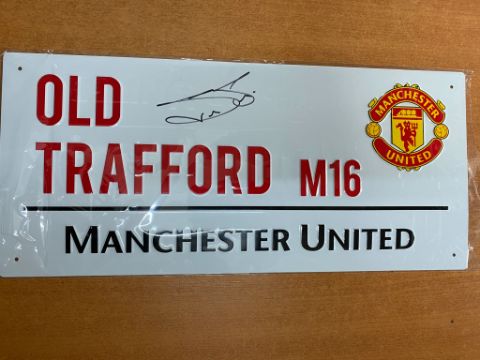 OLD
TRAFFORD M16
MANCHESTER UNITED
MANCHESTER
UNITED